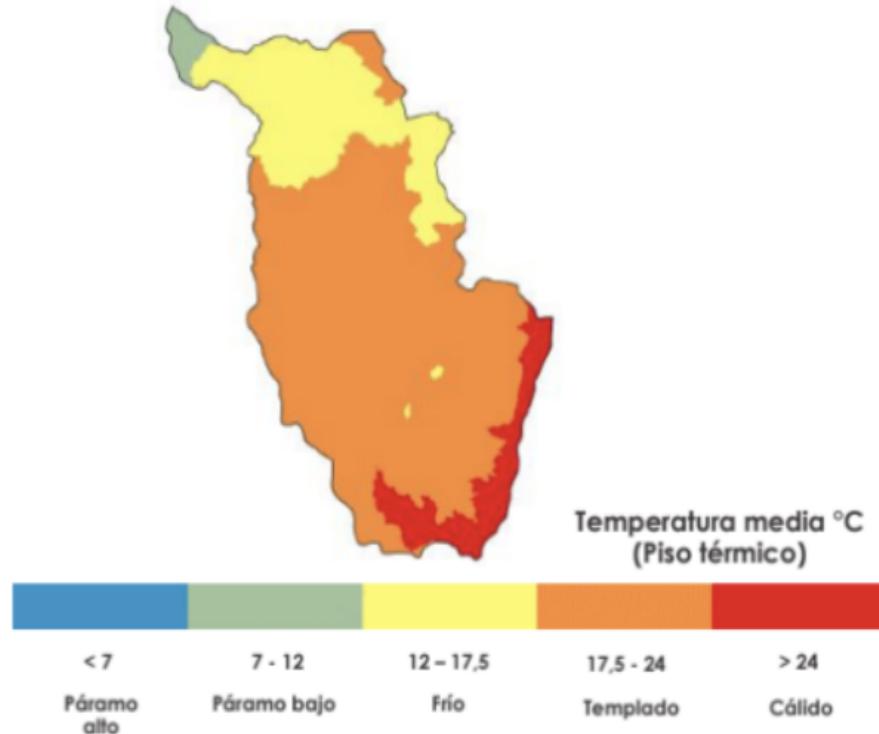 Temperatura media °C
(Piso térmico)
< 7
7 - 12
12 – 17,5
17,5 - 24
> 24
Páramo
alto
Páramo bajo
Frío
Templado
Cálido